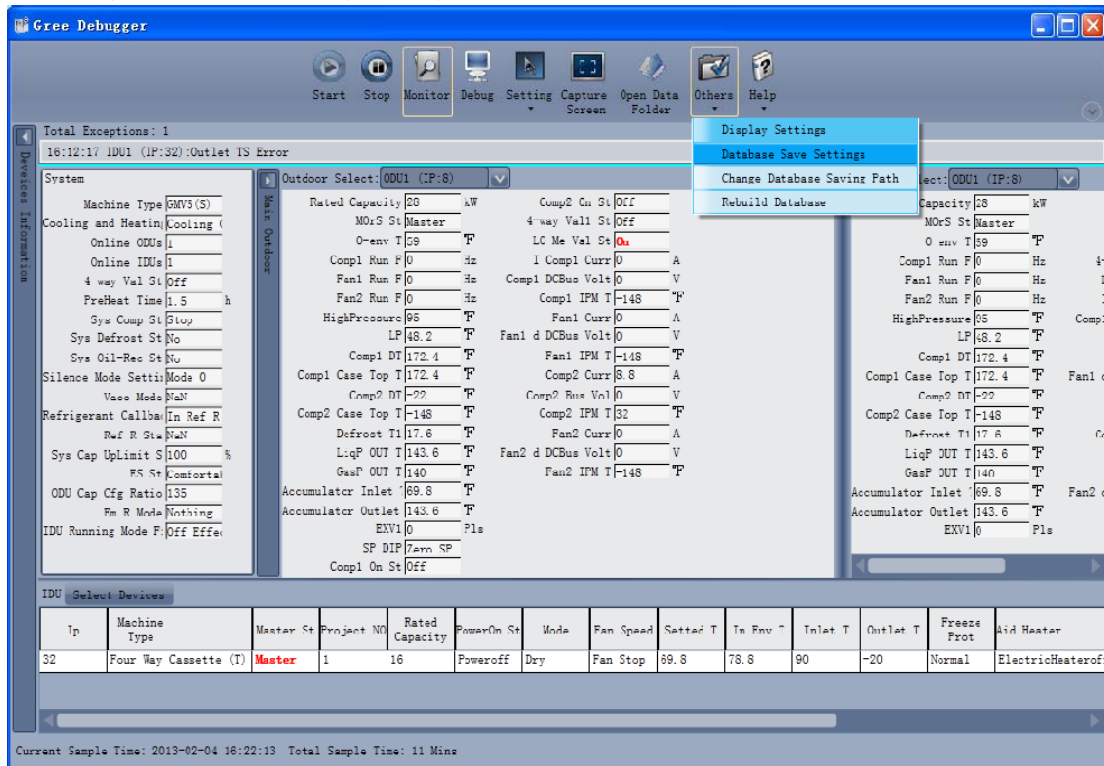 Gree Debugger
Start Stop Monitor Debug Setting Capture Screen Open Data Folder Others Help
Display Settings
Database Save Settings
Change Database Saving Path
Rebuild Database
Total Exceptions: 1
16:12:17 IDU1 (IP:32):Outlet TS Error
Deveices Information
System
Machine Type GMV5(S)
Cooling and Heatin Cooling (
Online ODUs 1
Online IDUs 1
4 way Val St Off
PreHeat Time 1.5 h
Sys Comp St Stop
Sys Defrost St No
Sys Oil-Rec St No
Silence Mode Setti Mode 0
Mode NaN
Refrigerant Callba In Ref R
Ref R Sta NaN
Sys Cap UpLimit S 100 %
ES St Comfortal
ODU Cap Cfg Ratio 135
Em R Mode Nothing
IDU Running Mode F Off Effec
Main Outdoor
Outdoor Select: ODU1 (IP:8)
Rated Capacity 28 kW
MOrS St Master
O-env T 59 ℉
Comp1 Run F 0 Hz
Fan1 Run F 0 Hz
Fan2 Run F 0 Hz
HighPressure 95 ℉
LP 48.2 ℉
Comp1 DT 172.4 ℉
Comp1 Case Top T 172.4 ℉
Comp2 DT -22 ℉
Comp2 Case Top T -148 ℉
Defrost T1 17.6 ℉
LiqP OUT T 143.6 ℉
GasP OUT T 140 ℉
Accumulator Inlet 69.8 ℉
Accumulator Outlet 143.6 ℉
EXV1 0 Pls
SP DIP Zero SP
Comp1 On St Off
Comp2 On St Off
4-way Val1 St Off
Me Val St On
Comp1 Curr 0 A
Comp1 DCBus Volt 0 V
Comp1 IPM T -148 ℉
Fan1 Curr 0 A
Fan1 d DCBus Volt 0 V
Fan1 IPM T -148 ℉
Comp2 Curr 8.8 A
Comp2 Bus Vol 0 V
Comp2 IPM T 32 ℉
Fan2 Curr 0 A
Fan2 d DCBus Volt 0 V
Fan2 IPM T -148 ℉
lect: ODU1 (IP:8)
Capacity 28 kW
MOrS St Master
O env T 59 ℉
Comp1 Run F 0 Hz 4-
Fan1 Run F 0 Hz
Fan2 Run F 0 Hz
HighPressure 95 ℉ Comp
LP 48.2 ℉
Comp1 DT 172.4 ℉
Comp1 Case Top T 172.4 ℉ Fan1 d
Comp2 DT -22 ℉
Comp2 Case Top T -148 ℉
Defrost T1 17.6 ℉
LiqP OUT T 143.6 ℉
GasP OUT T 140 ℉
Accumulator Inlet 69.8 ℉ Fan2 d
Accumulator Outlet 143.6 ℉
EXV1 0 Pls
IDU Select Devices
Ip Machine Type Master St Project NO Rated Capacity PowerOn St Mode Fan Speed Setted T In Env T Inlet T Outlet T Freeze Prot Aid Heater
32 Four Way Cassette (T) Master 1 16 Poweroff Dry Fan Stop 69.8 78.8 90 -20 Normal ElectricHeaterof
Current Sample Time: 2013-02-04 16:22:13 Total Sample Time: 11 Mins